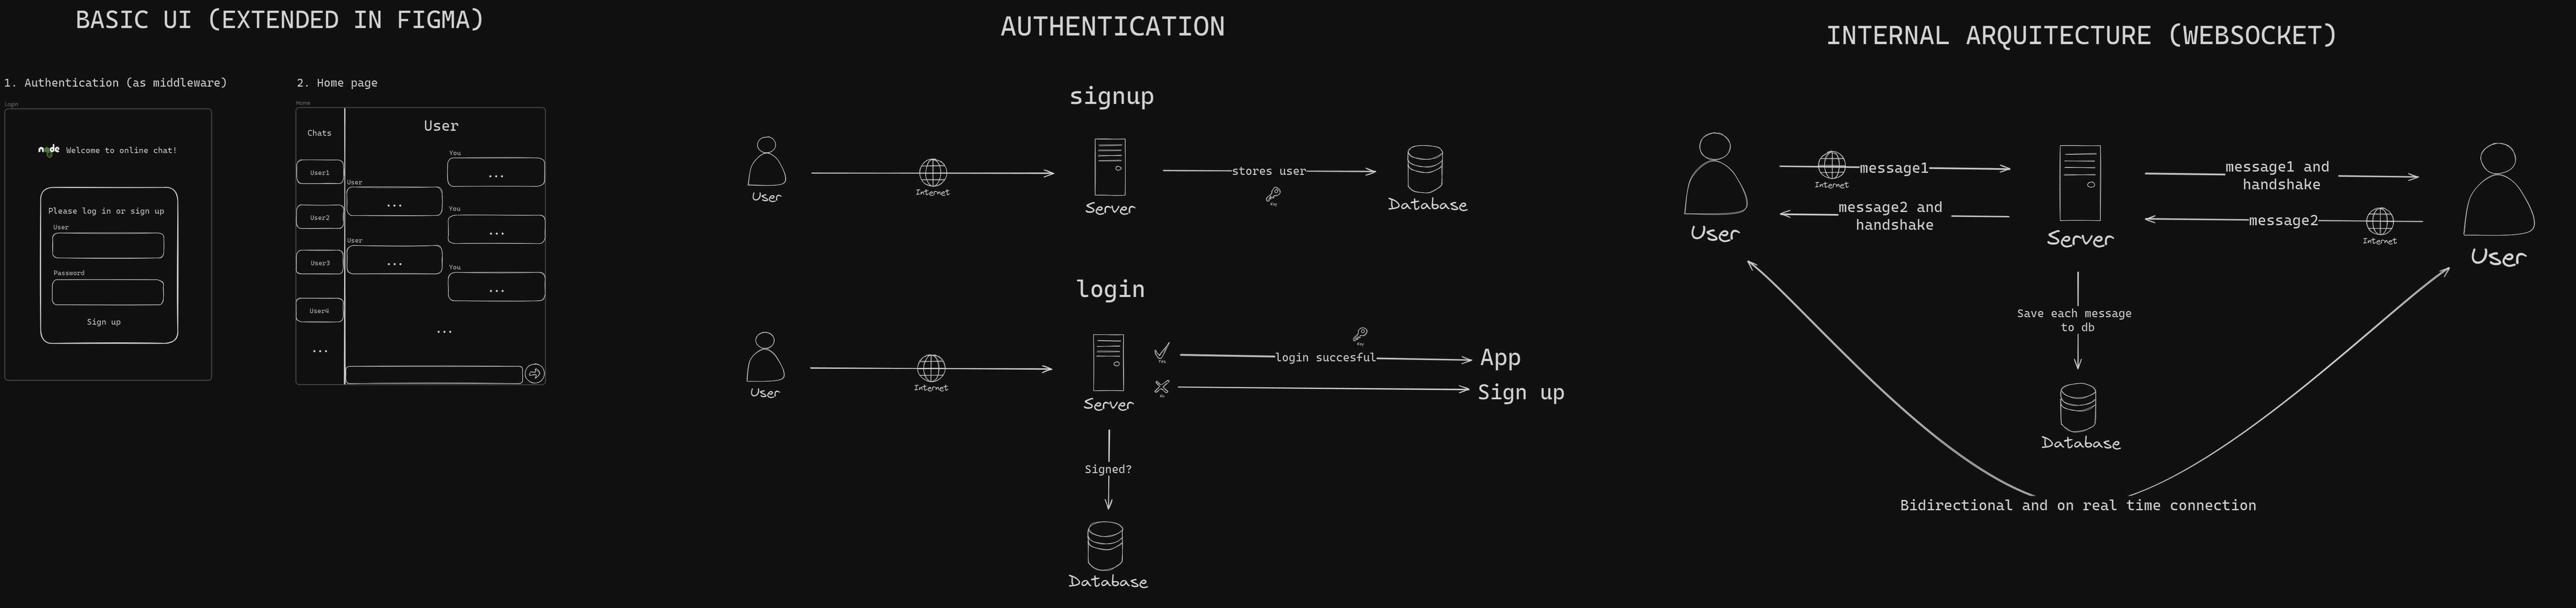 BASIC UI (EXTENDED IN FIGMA)
1. Authentication (as middleware)
Login
node Welcome to online chat!
Please log in or sign up
User
Password
Sign up
2. Home page
Home
Chats
User1
User2
User3
User4
...
User
You
...
User
...
You
...
User
...
You
...
...
AUTHENTICATION
signup
User
Internet
Server
stores user
Key
Database
login
User
Internet
Server
Yes
No
Key
login succesful
App
Sign up
Signed?
Database
INTERNAL ARQUITECTURE (WEBSOCKET)
User
Internet
message1
message2 and
handshake
Server
message1 and
handshake
message2
Internet
User
Save each message
to db
Database
Bidirectional and on real time connection